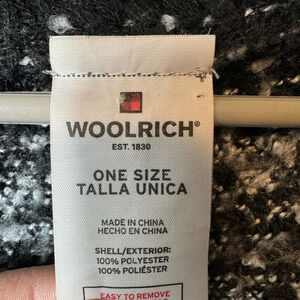 WOOLRICH®
EST. 1830
ONE SIZE
TALLA UNICA
MADE IN CHINA
HECHO EN CHINA
SHELL/EXTERIOR:
100% POLYESTER
100% POLIÉSTER
EASY TO REMOVE